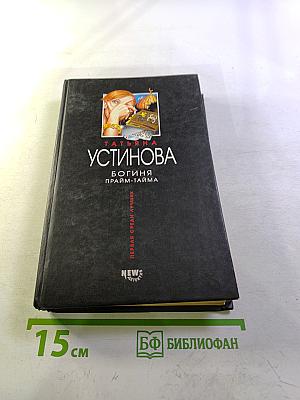 ТАТЬЯНА
УСТИНОВА
БОГИНЯ
ПРАЙМ-ТАЙМА
ПЕРВАЯ СРЕДИ ЛУЧШИХ
NEWS
15 см
БФ БИБЛИОФАН